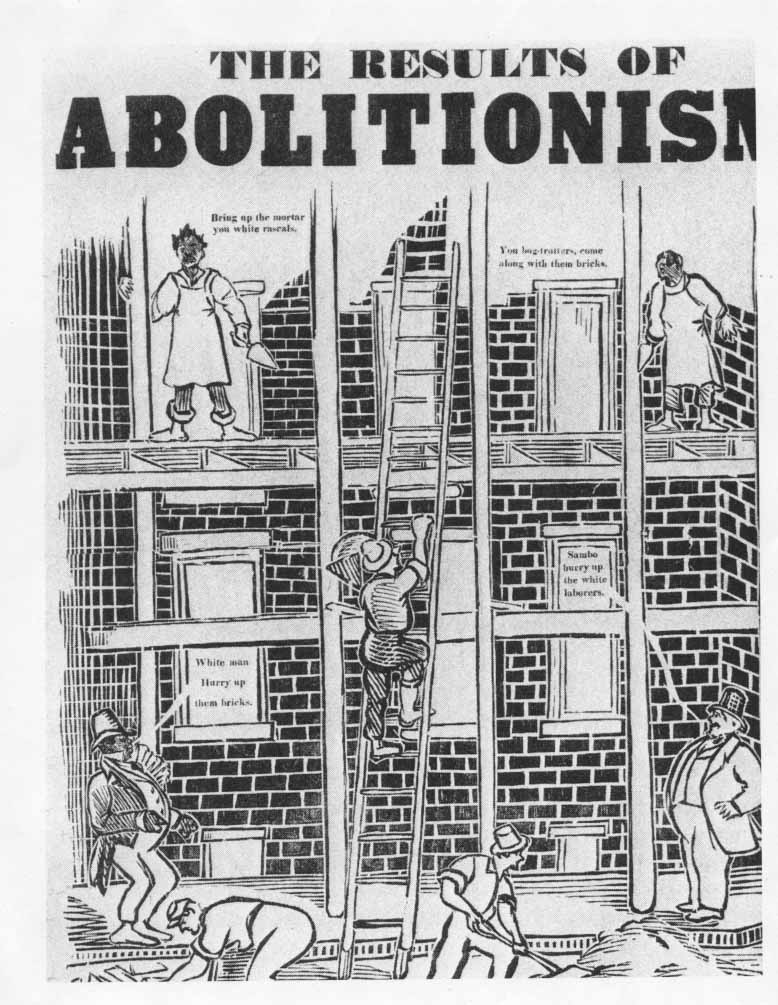 THE RESULTS OF
ABOLITIONISM
Bring up the mortar
you white rascals.
You bog-trotters, come
along with them bricks.
Sambo
hurry up
the white
laborers.
White man
Hurry up
them bricks.